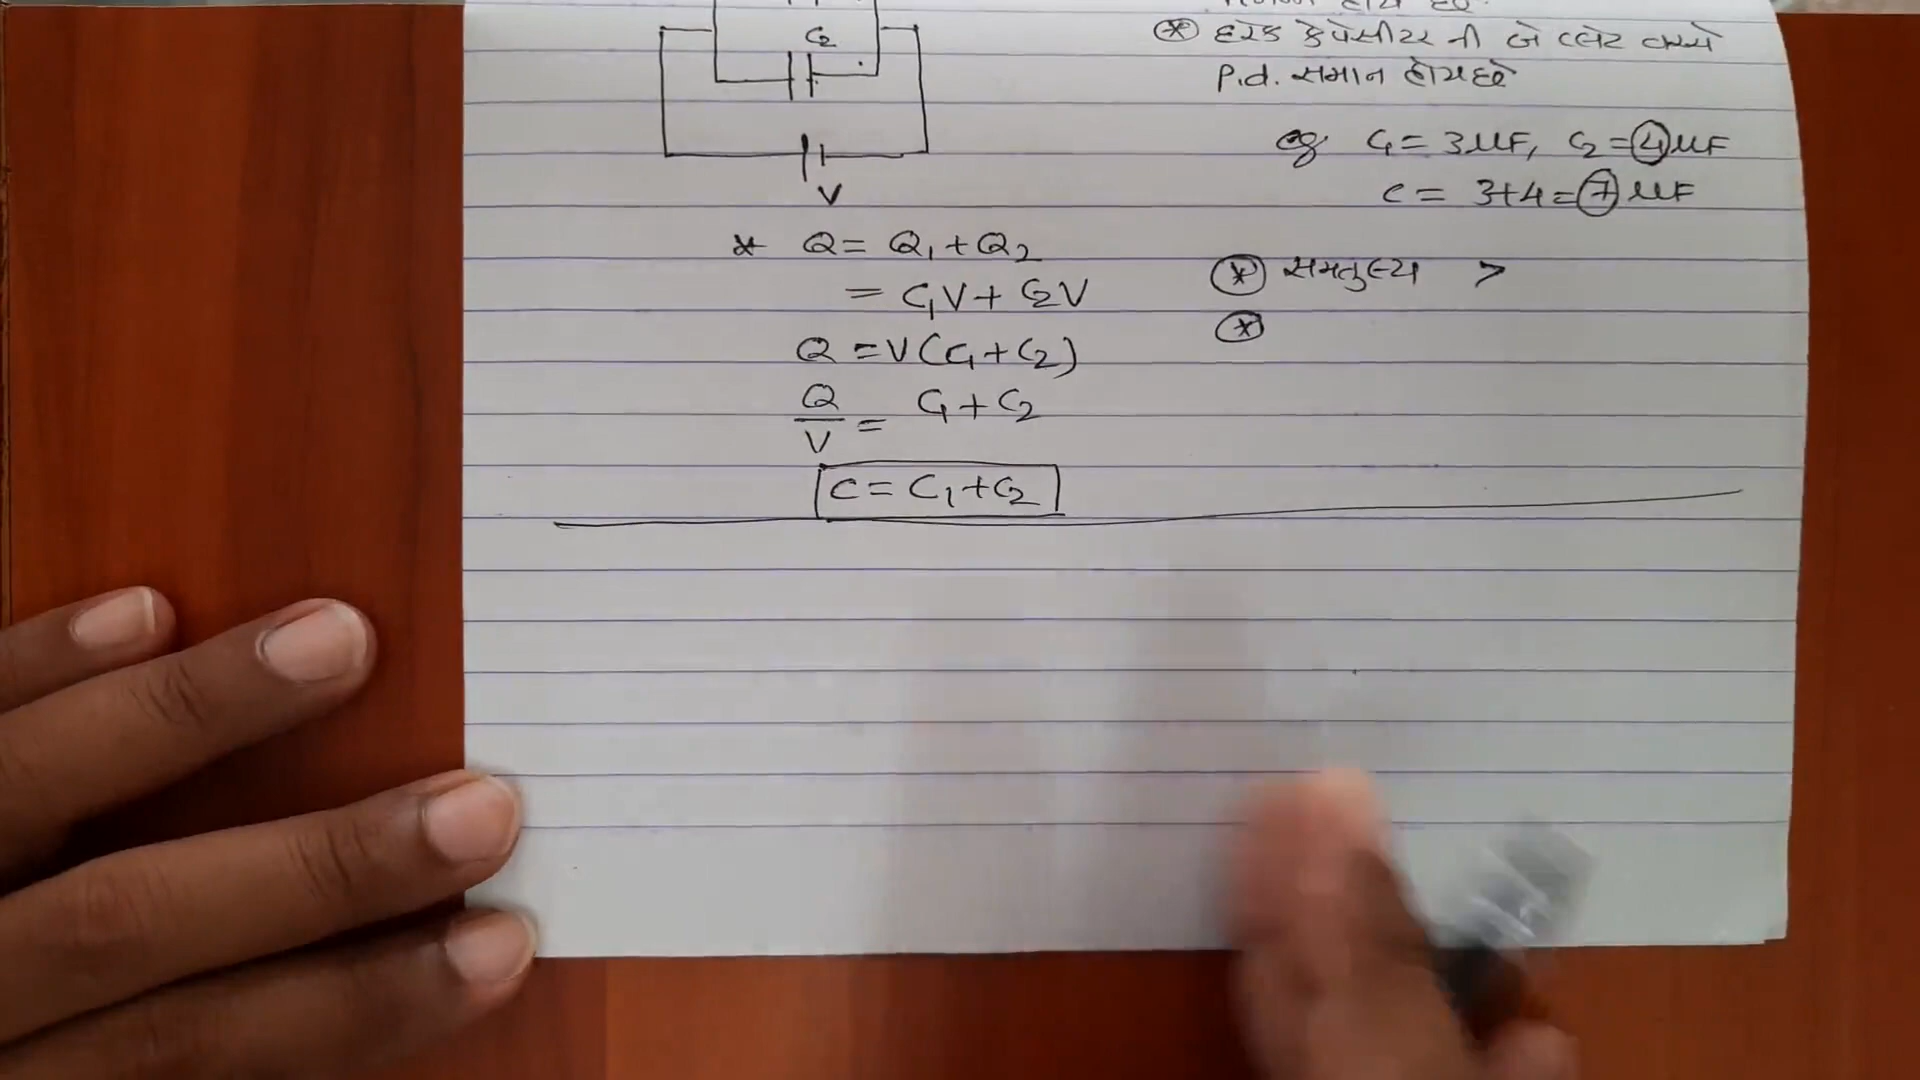 C₂
V
* Q = Q₁ + Q₂
= C₁V + C₂V
Q = V(C₁ + C₂)
Q/V = C₁ + C₂
C = C₁ + C₂
* દરેક કેપેસીટર ની બે પ્લેટ વચ્ચે
P.d. સમાન હોય છે
eg C₁ = 3 μF, C₂ = 4 μF
C = 3+4 = 7 μF
* સમતુલ્ય >
*